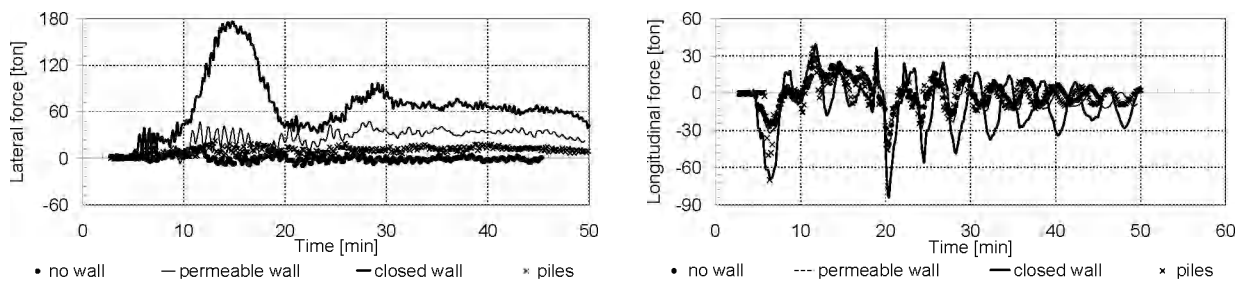 Lateral force [ton]
180
120
60
0
-60
0 10 20 30 40 50
Time [min]
• no wall — permeable wall — closed wall × piles
Longitudinal force [ton]
60
30
0
-30
-60
-90
0 10 20 30 40 50 60
Time [min]
• no wall ---- permeable wall — closed wall × piles